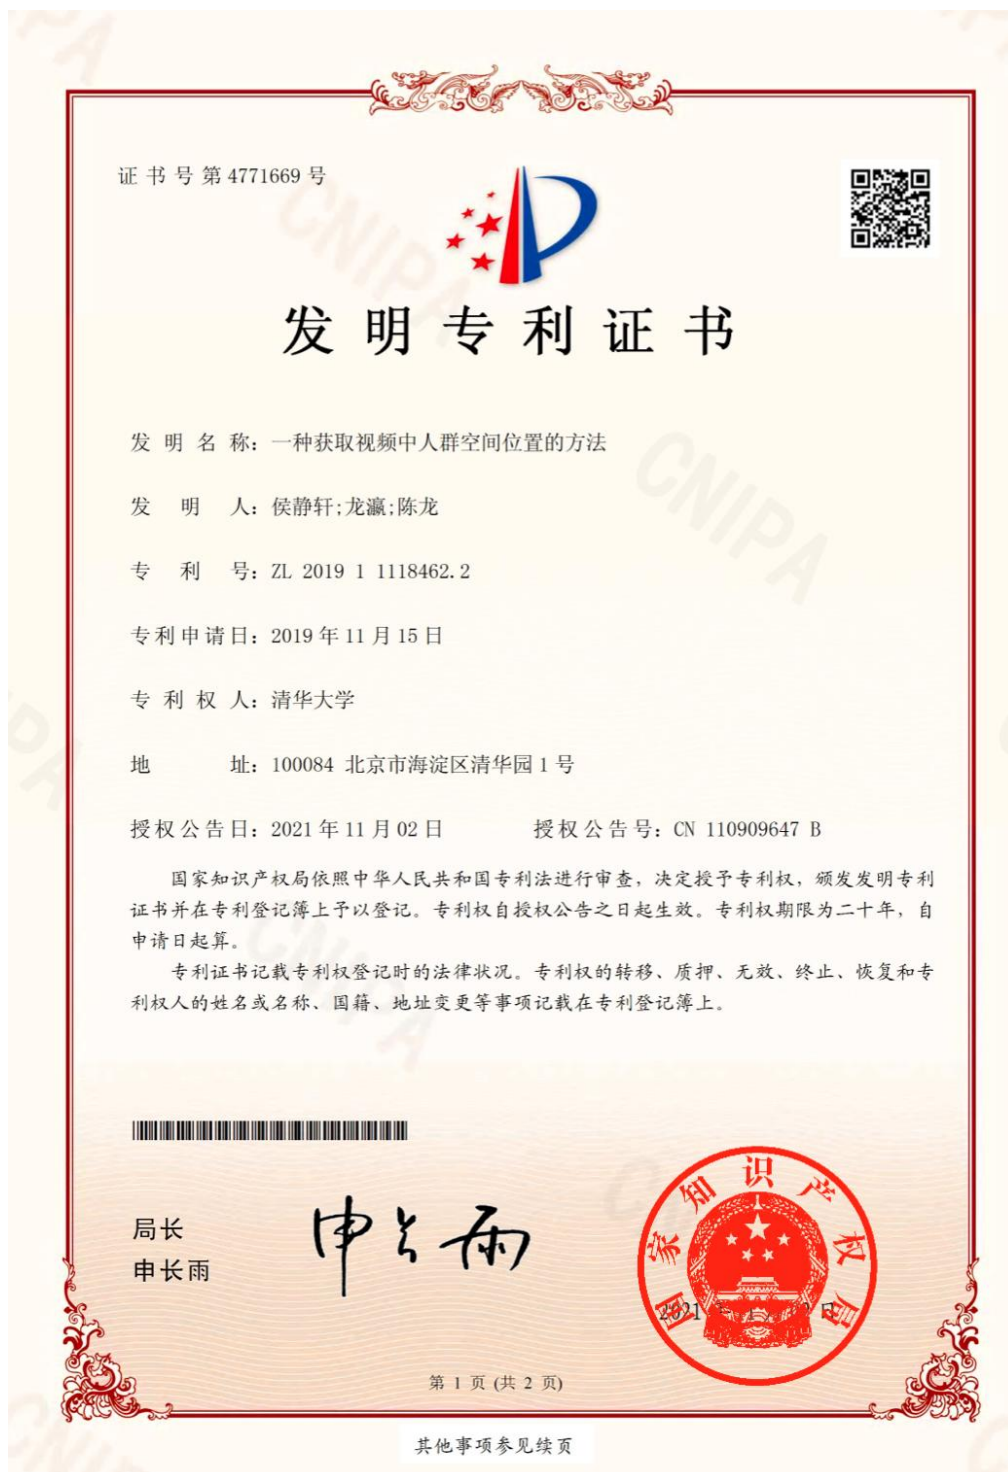 证书号第4771669号
发明专利证书
发明名称：一种获取视频中人群空间位置的方法
发明人：侯静轩;龙瀛;陈龙
专利号：ZL 2019 1 1118462.2
专利申请日：2019年11月15日
专利权人：清华大学
地址：100084 北京市海淀区清华园1号
授权公告日：2021年11月02日 授权公告号：CN 110909647 B
国家知识产权局依照中华人民共和国专利法进行审查，决定授予专利权，颁发发明专利
证书并在专利登记簿上予以登记。专利权自授权公告之日起生效。专利权期限为二十年，自
申请日起算。
专利证书记载专利权登记时的法律状况。专利权的转移、质押、无效、终止、恢复和专
利权人的姓名或名称、国籍、地址变更等事项记载在专利登记簿上。
局长
申长雨
国家知识产权局
第 1 页 (共 2 页)
其他事项参见续页
CNIPA
CNIPA
CNIPA